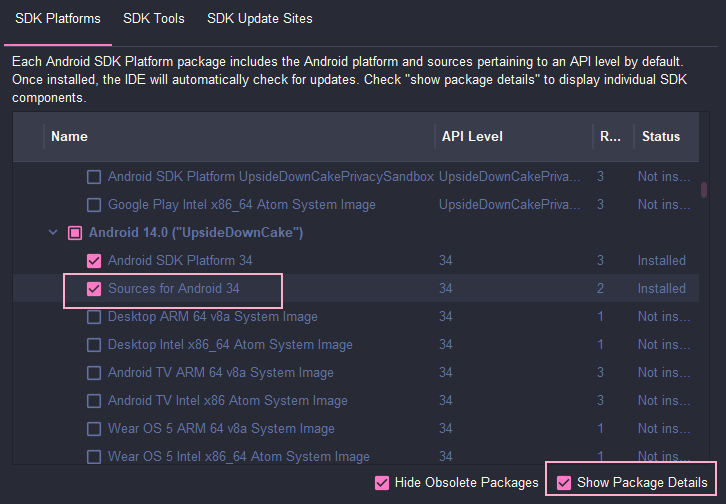 SDK Platforms SDK Tools SDK Update Sites
Each Android SDK Platform package includes the Android platform and sources pertaining to an API level by default.
Once installed, the IDE will automatically check for updates. Check "show package details" to display individual SDK
components.
Name API Level R... Status
Android SDK Platform UpsideDownCakePrivacySandbox UpsideDownCakePriva... 3 Not ins...
Google Play Intel x86_64 Atom System Image UpsideDownCakePriva... 3 Not ins...
Android 14.0 ("UpsideDownCake")
Android SDK Platform 34 34 3 Installed
Sources for Android 34 34 2 Installed
Desktop ARM 64 v8a System Image 34 1 Not ins...
Desktop Intel x86_64 Atom System Image 34 1 Not ins...
Android TV ARM 64 v8a System Image 34 3 Not ins...
Android TV Intel x86 Atom System Image 34 3 Not ins...
Wear OS 5 ARM 64 v8a System Image 34 1 Not ins...
Wear OS 5 Intel x86_64 Atom System Image 34 1 Not ins...
Hide Obsolete Packages Show Package Details